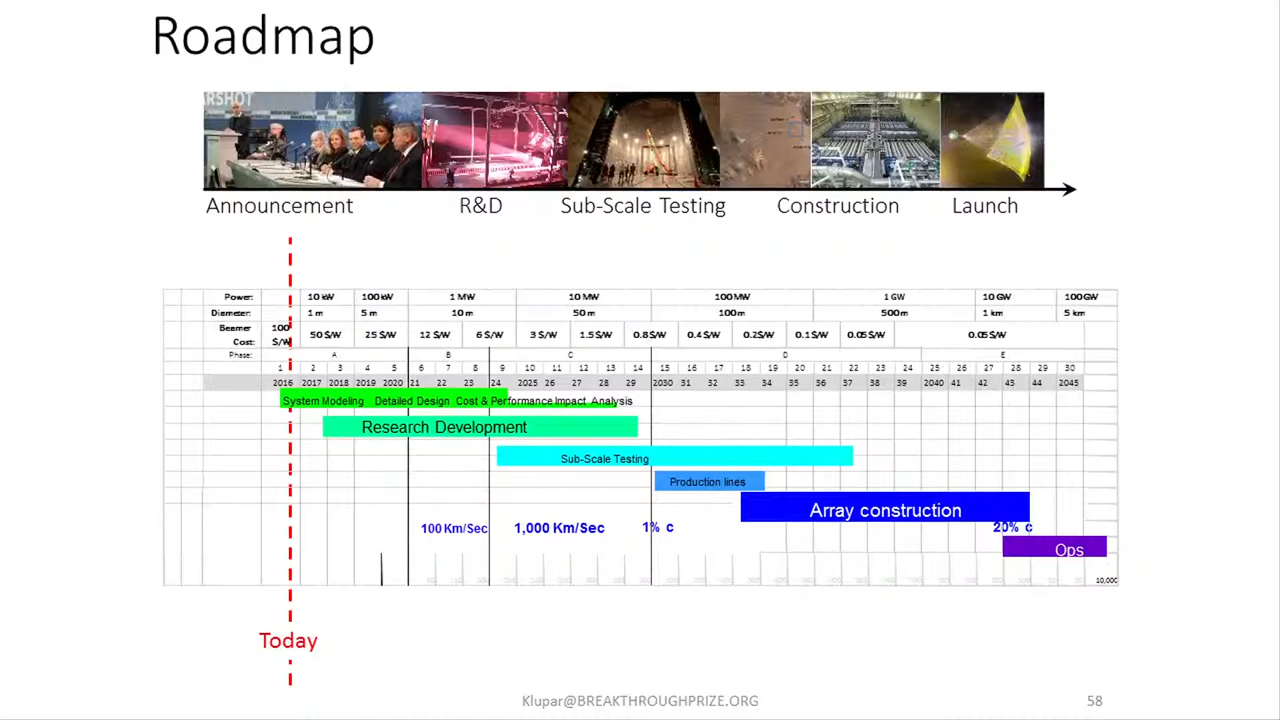 Roadmap
ARSHOT
Announcement R&D Sub-Scale Testing Construction Launch
Power: 10 kW 100 kW 1 MW 10 MW 100 MW 1 GW 10 GW 100 GW
Diameter: 1 m 5 m 10 m 50 m 100m 500m 1 km 5 km
Beamer Cost: 100 $/W 50 $/W 25 $/W 12 $/W 6 $/W 3 $/W 1.5 $/W 0.8 $/W 0.4 $/W 0.2 $/W 0.1 $/W 0.05 $/W 0.05 $/W
Phase: A B C D E
1 2 3 4 5 6 7 8 9 10 11 12 13 14 15 16 17 18 19 20 21 22 23 24 25 26 27 28 29 30
2016 2017 2018 2019 2020 21 22 23 24 2025 26 27 28 29 2030 31 32 33 34 35 36 37 38 39 2040 41 42 43 44 2045
System Modeling Detailed Design Cost & Performance Impact Analysis
Research Development
Sub-Scale Testing
Production lines
Array construction
100 Km/Sec 1,000 Km/Sec 1% c 20% c
Ops
10,000
Today
Klupar@BREAKTHROUGHPRIZE.ORG 58